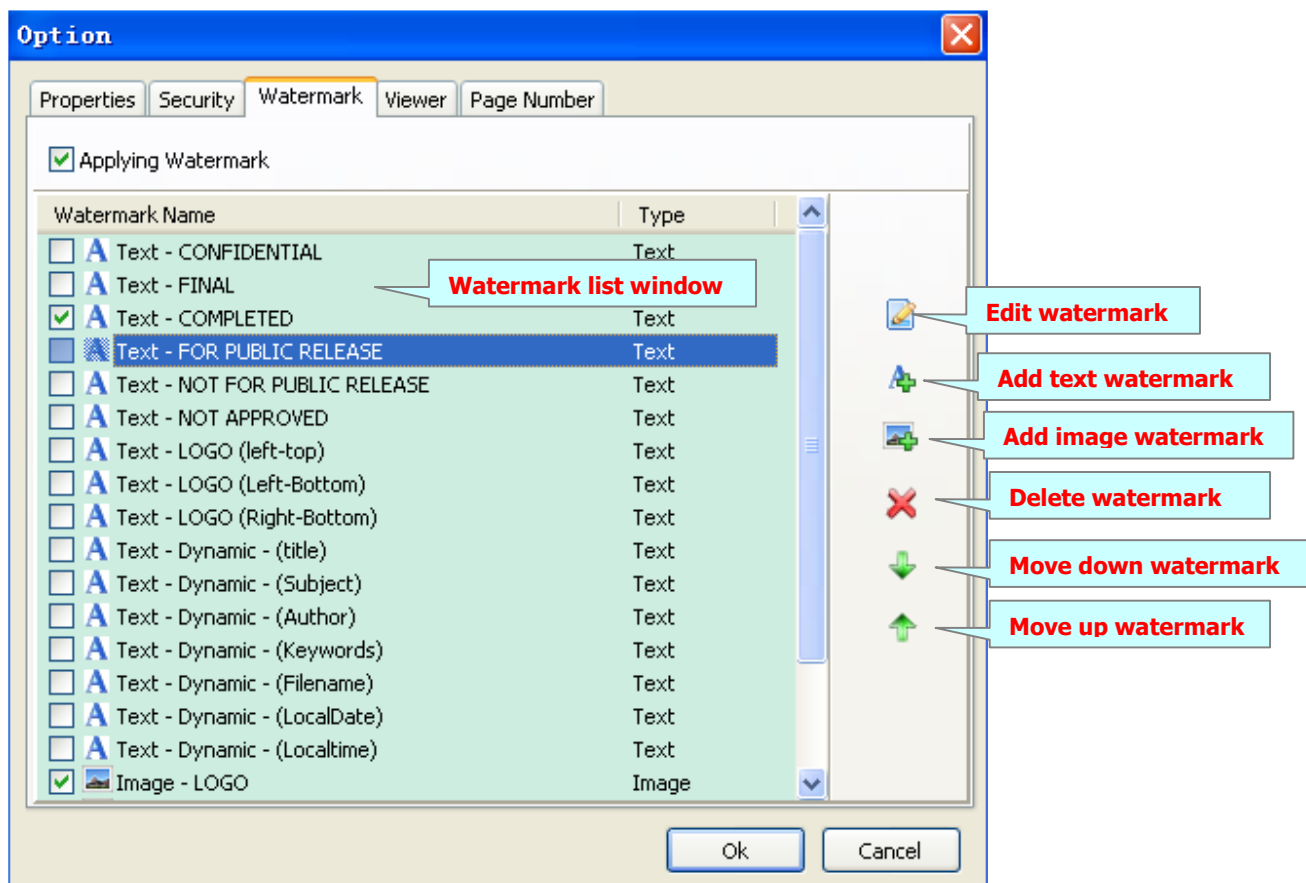 Option
Properties Security Watermark Viewer Page Number
Applying Watermark
Watermark Name Type
Text - CONFIDENTIAL Text
Text - FINAL
Watermark list window
Text - COMPLETED Text
Edit watermark
Text - FOR PUBLIC RELEASE Text
Text - NOT FOR PUBLIC RELEASE Text
Add text watermark
Text - NOT APPROVED Text
Text - LOGO (left-top) Text
Add image watermark
Text - LOGO (Left-Bottom) Text
Text - LOGO (Right-Bottom) Text
Delete watermark
Text - Dynamic - (title) Text
Text - Dynamic - (Subject) Text
Move down watermark
Text - Dynamic - (Author) Text
Move up watermark
Text - Dynamic - (Keywords) Text
Text - Dynamic - (Filename) Text
Text - Dynamic - (LocalDate) Text
Text - Dynamic - (Localtime) Text
Image - LOGO Image
Ok Cancel